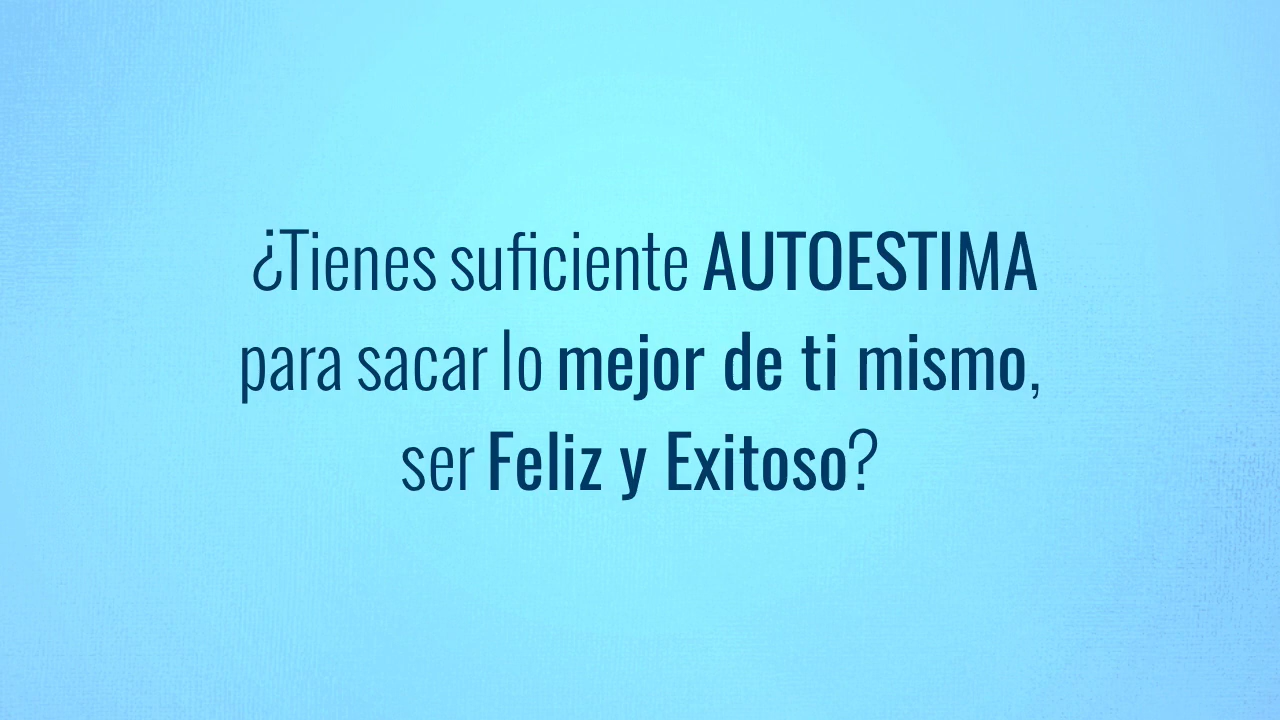 ¿Tienes suficiente AUTOESTIMA
para sacar lo mejor de ti mismo,
ser Feliz y Exitoso?